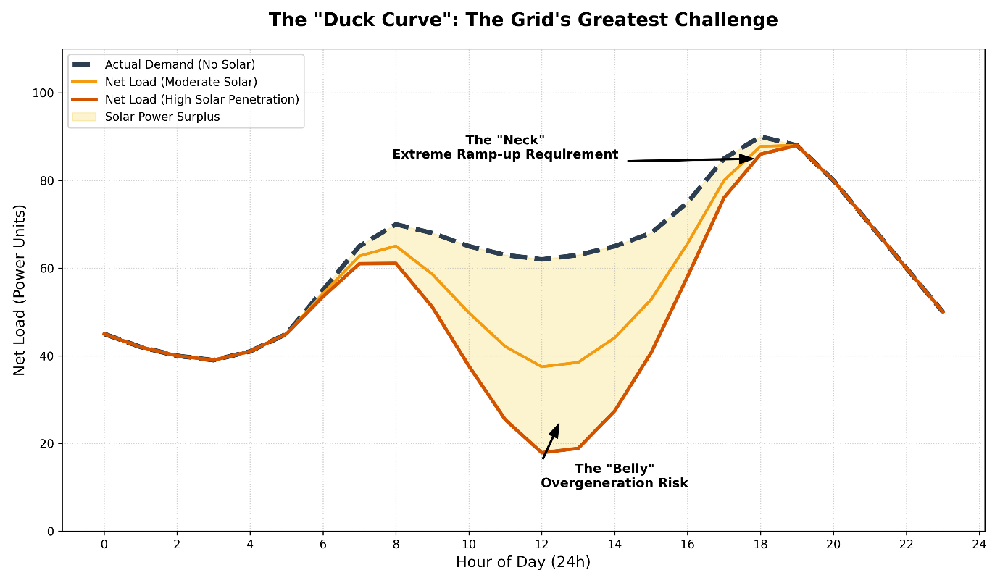 The "Duck Curve": The Grid's Greatest Challenge
Actual Demand (No Solar)
Net Load (Moderate Solar)
Net Load (High Solar Penetration)
Solar Power Surplus
The "Neck"
Extreme Ramp-up Requirement
The "Belly"
Overgeneration Risk
Net Load (Power Units)
100
80
60
40
20
0
0 2 4 6 8 10 12 14 16 18 20 22 24
Hour of Day (24h)